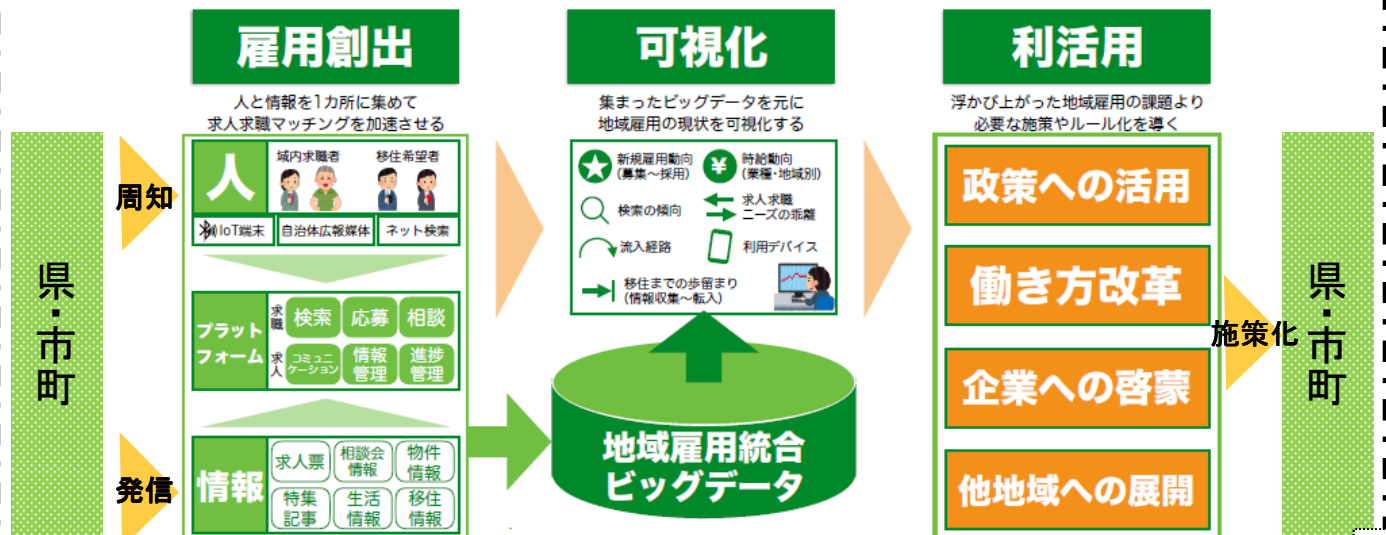 県・市町
周知
発信
雇用創出
人と情報を1カ所に集めて
求人求職マッチングを加速させる
人
域内求職者
移住希望者
IoT端末
自治体広報媒体
ネット検索
プラット
フォーム
求職
検索
応募
相談
求人
コミュニ
ケーション
情報
管理
進捗
管理
情報
求人票
相談会
情報
物件
情報
特集
記事
生活
情報
移住
情報
可視化
集まったビッグデータを元に
地域雇用の現状を可視化する
新規雇用動向
(募集〜採用)
¥
時給動向
(業種・地域別)
検索の傾向
求人求職
ニーズの乖離
流入経路
利用デバイス
移住までの歩留まり
(情報収集〜転入)
地域雇用統合
ビッグデータ
利活用
浮かび上がった地域雇用の課題より
必要な施策やルール化を導く
政策への活用
働き方改革
企業への啓蒙
他地域への展開
施策化
県・市町